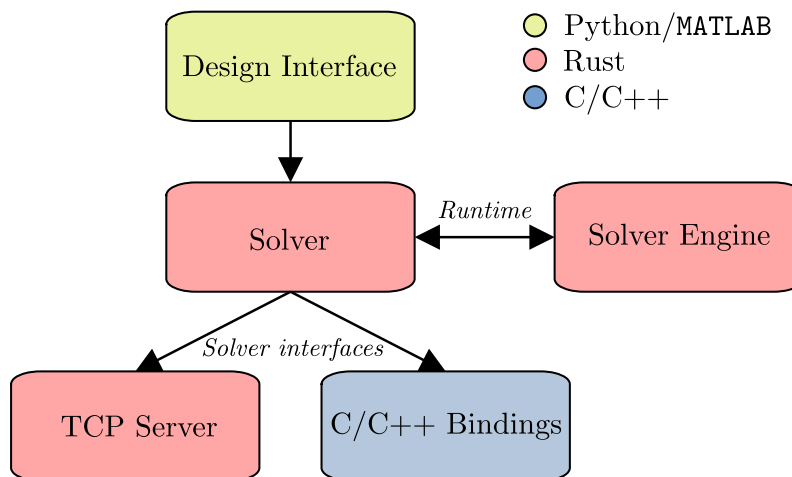 Python/MATLAB
Design Interface
Rust
C/C++
Runtime
Solver
Solver Engine
Solver interfaces
TCP Server
C/C++ Bindings